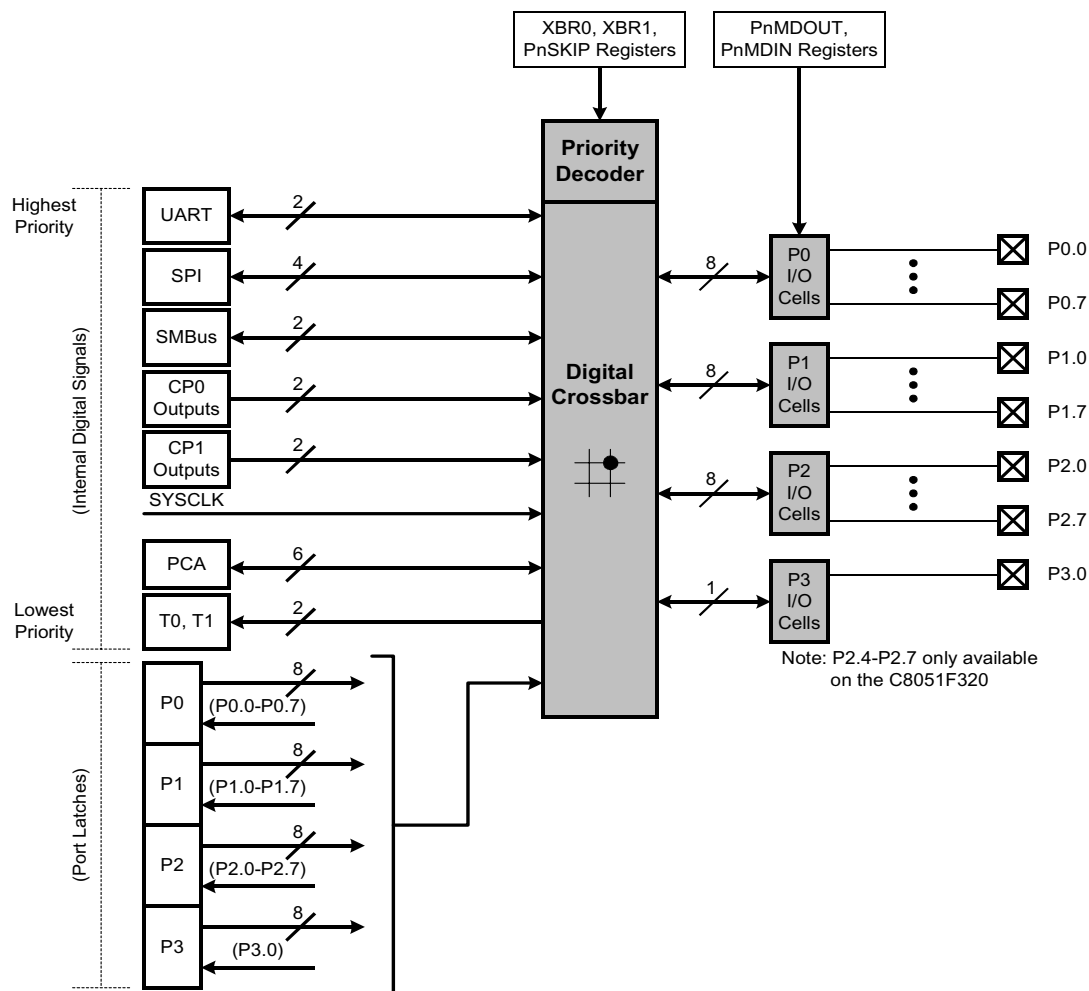 XBR0, XBR1,
PnSKIP Registers
PnMDOUT,
PnMDIN Registers
Priority
Decoder
Highest
Priority
UART
2
SPI
4
SMBus
2
CP0
Outputs
2
CP1
Outputs
2
SYSCLK
PCA
6
T0, T1
2
Lowest
Priority
(Internal Digital Signals)
Digital
Crossbar
8
P0
I/O
Cells
P0.0
P0.7
8
P1
I/O
Cells
P1.0
P1.7
8
P2
I/O
Cells
P2.0
P2.7
1
P3
I/O
Cells
P3.0
Note: P2.4-P2.7 only available
on the C8051F320
(Port Latches)
P0
8
(P0.0-P0.7)
P1
8
(P1.0-P1.7)
P2
8
(P2.0-P2.7)
P3
8
(P3.0)